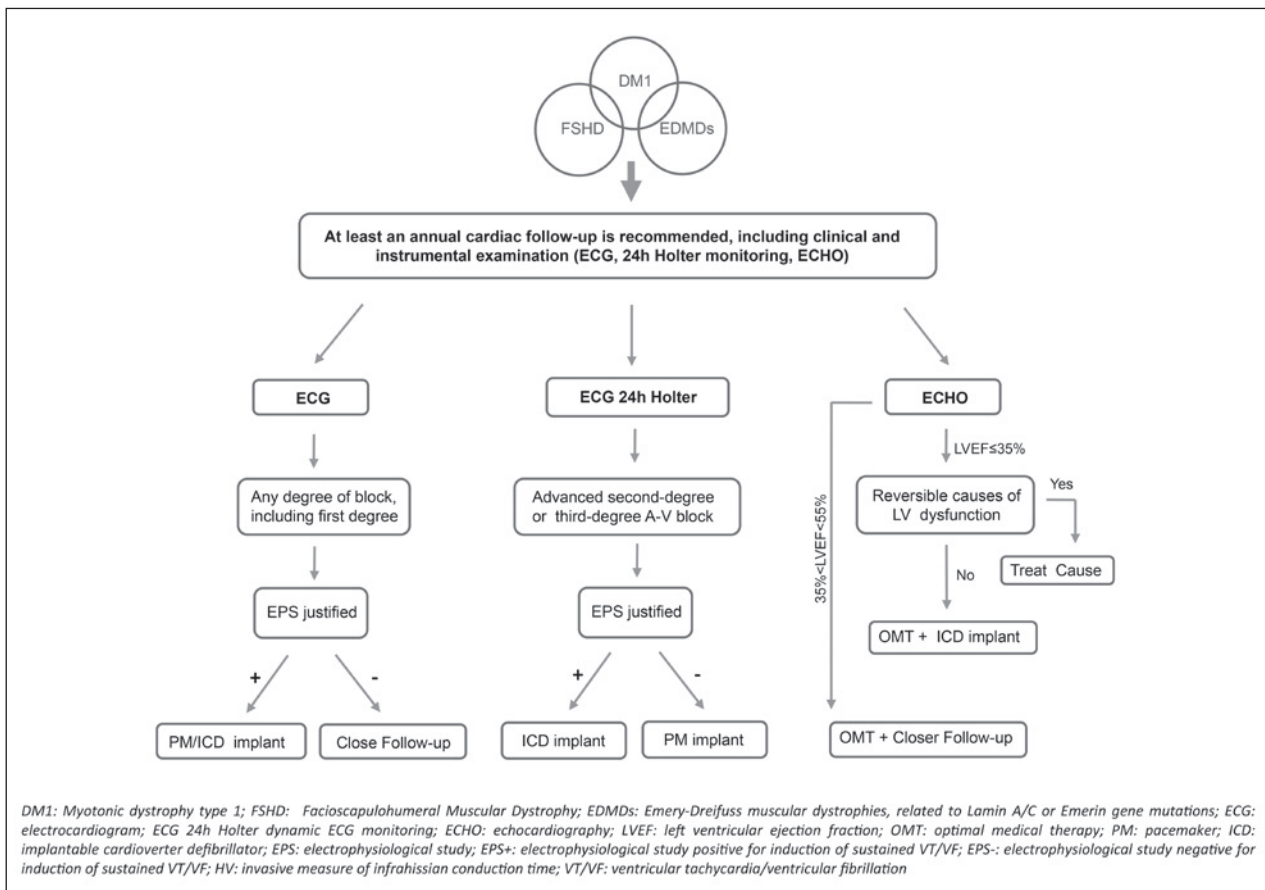 DM1
FSHD
EDMDs
At least an annual cardiac follow-up is recommended, including clinical and
instrumental examination (ECG, 24h Holter monitoring, ECHO)
ECG
ECG 24h Holter
ECHO
LVEF≤35%
Any degree of block,
including first degree
Advanced second-degree
or third-degree A-V block
Reversible causes of
LV dysfunction
Yes
35%<LVEF<55%
Treat Cause
No
EPS justified
EPS justified
OMT + ICD implant
+
-
+
-
PM/ICD implant
Close Follow-up
ICD implant
PM implant
OMT + Closer Follow-up
DM1: Myotonic dystrophy type 1; FSHD: Facioscapulohumeral Muscular Dystrophy; EDMDs: Emery-Dreifuss muscular dystrophies, related to Lamin A/C or Emerin gene mutations; ECG:
electrocardiogram; ECG 24h Holter dynamic ECG monitoring; ECHO: echocardiography; LVEF: left ventricular ejection fraction; OMT: optimal medical therapy; PM: pacemaker; ICD:
implantable cardioverter defibrillator; EPS: electrophysiological study; EPS+: electrophysiological study positive for induction of sustained VT/VF; EPS-: electrophysiological study negative for
induction of sustained VT/VF; HV: invasive measure of infrahissian conduction time; VT/VF: ventricular tachycardia/ventricular fibrillation